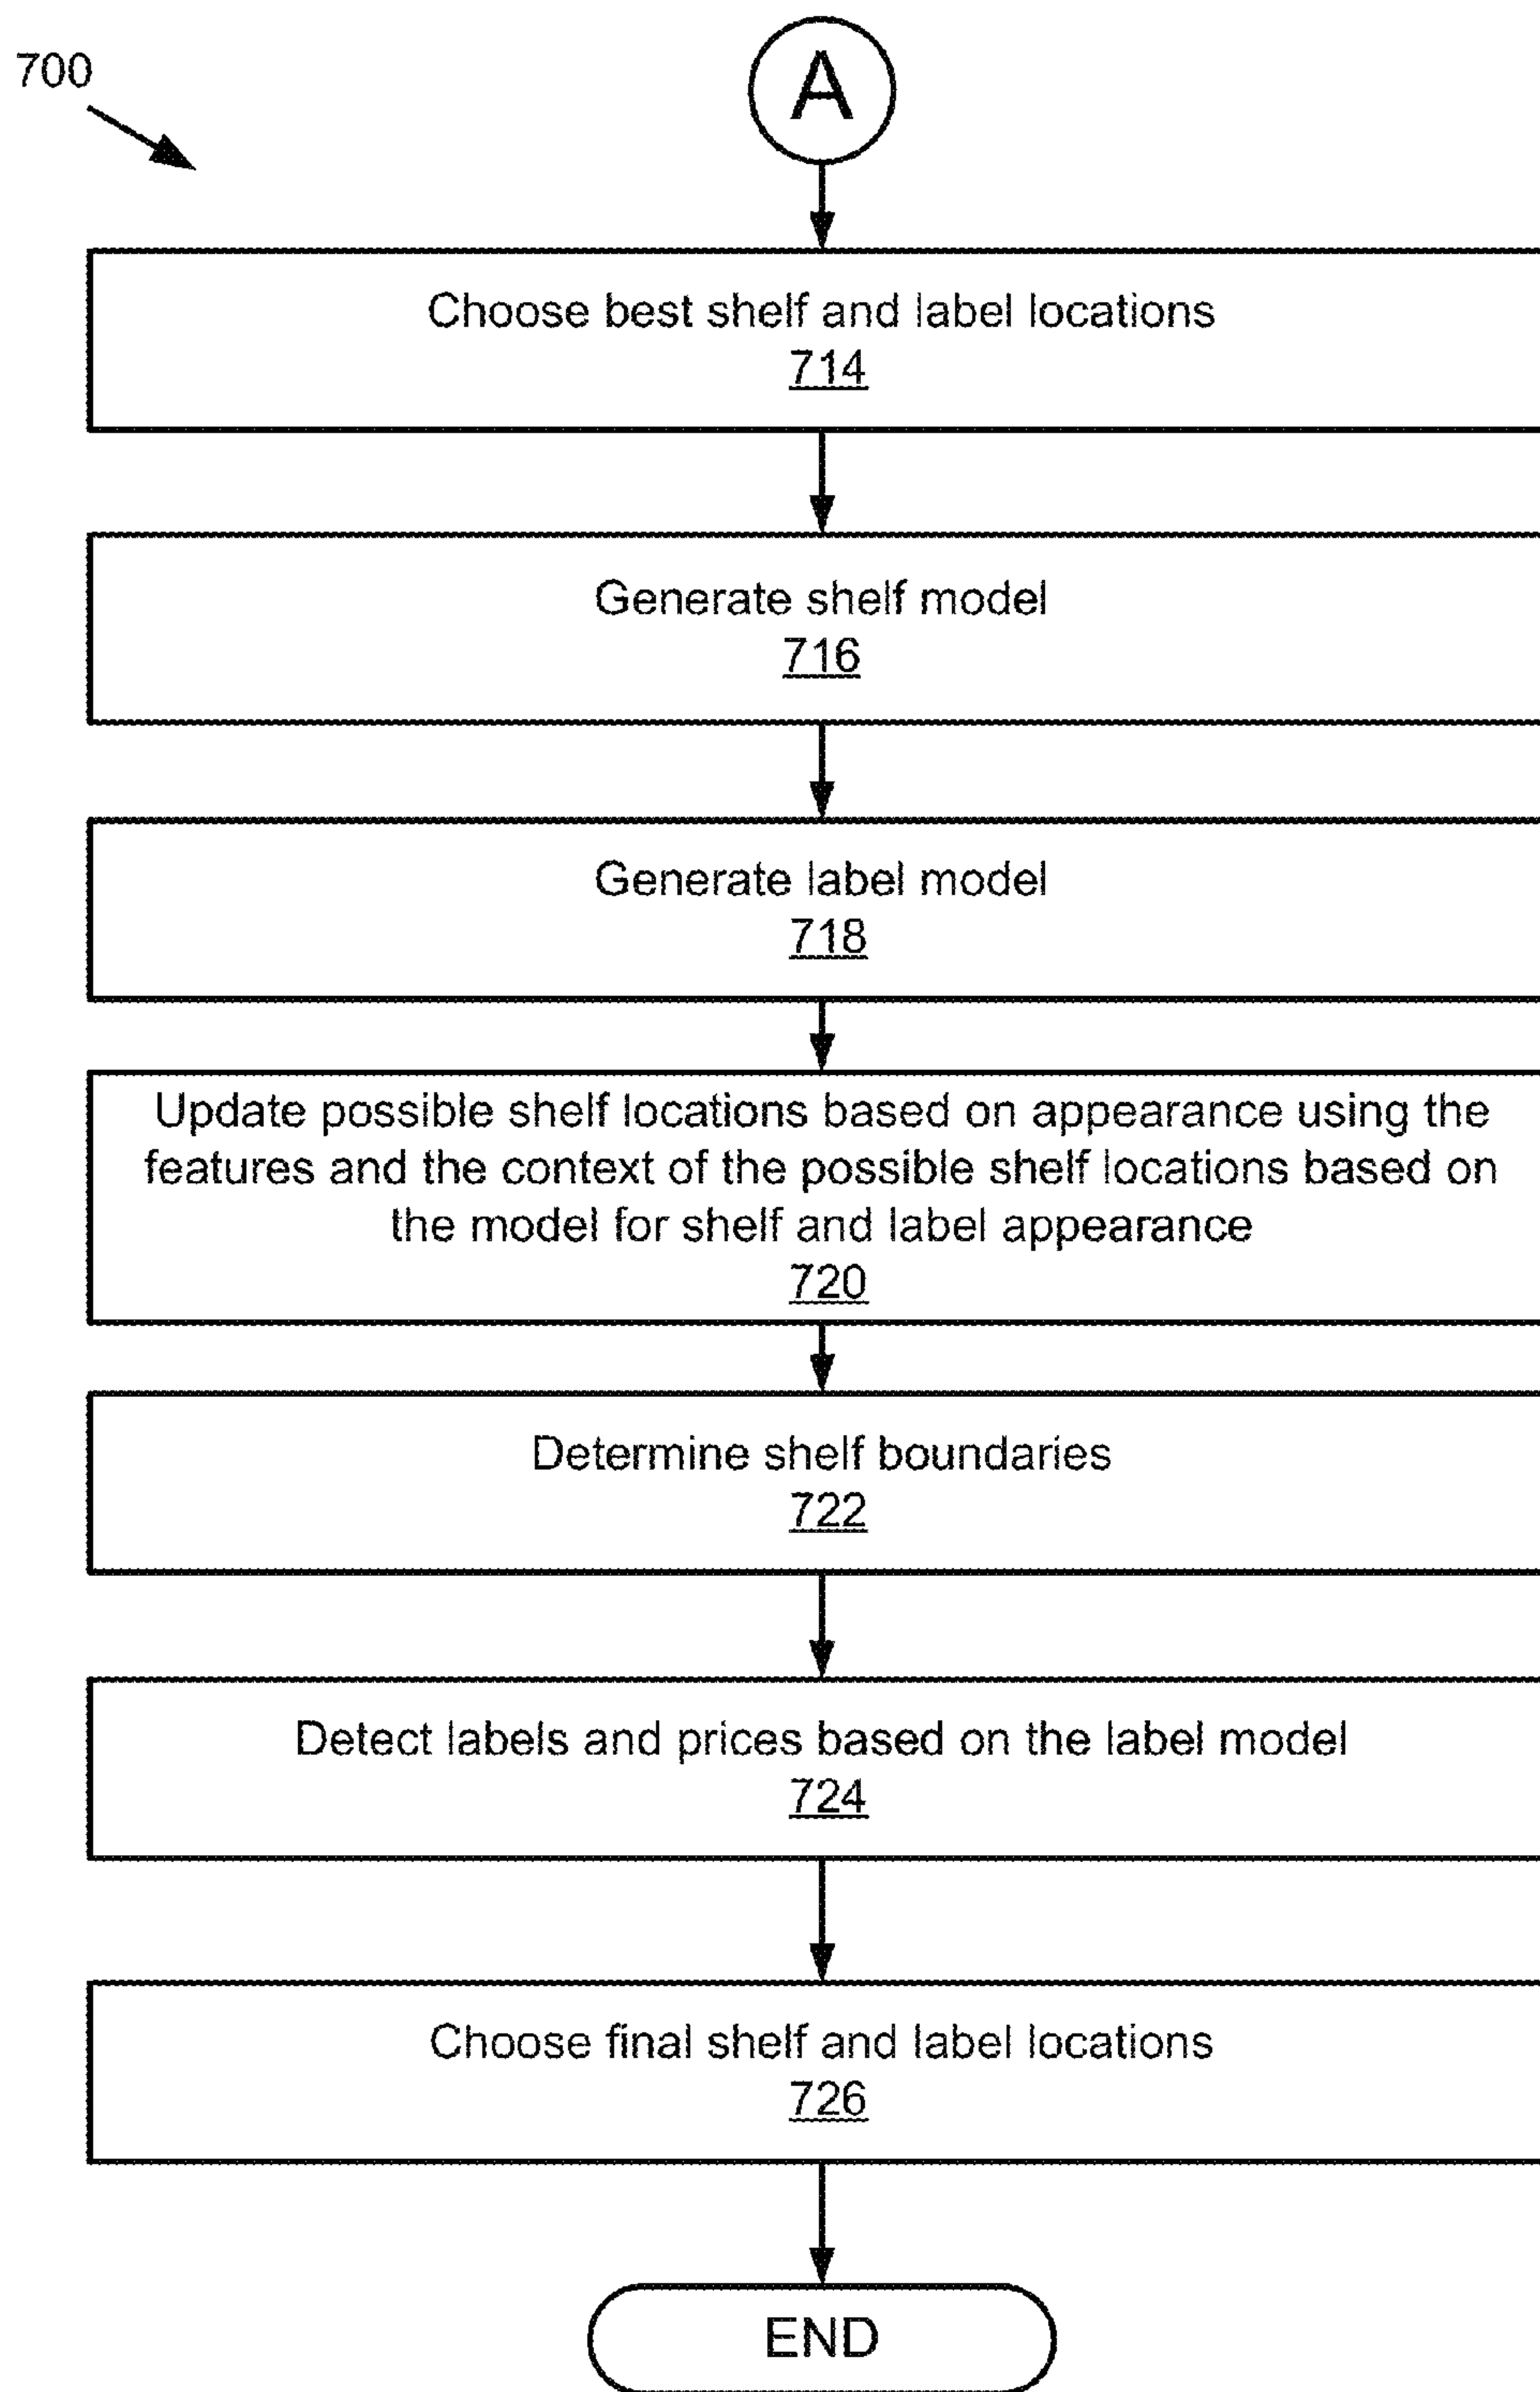 700
A
Choose best shelf and label locations
714
Generate shelf model
716
Generate label model
718
Update possible shelf locations based on appearance using the
features and the context of the possible shelf locations based on
the model for shelf and label appearance
720
Determine shelf boundaries
722
Detect labels and prices based on the label model
724
Choose final shelf and label locations
726
END